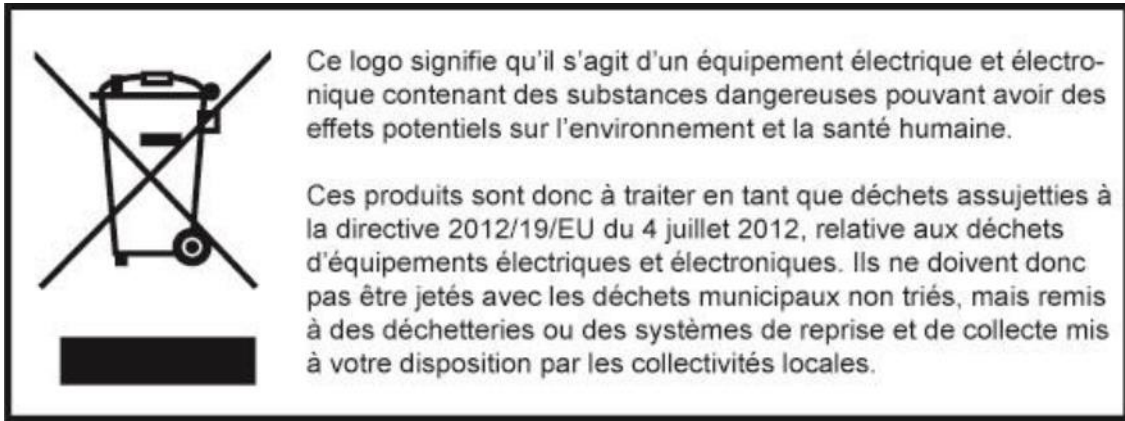 Ce logo signifie qu’il s’agit d’un équipement électrique et électro-
nique contenant des substances dangereuses pouvant avoir des
effets potentiels sur l’environnement et la santé humaine.
Ces produits sont donc à traiter en tant que déchets assujetties à
la directive 2012/19/EU du 4 juillet 2012, relative aux déchets
d’équipements électriques et électroniques. Ils ne doivent donc
pas être jetés avec les déchets municipaux non triés, mais remis
à des déchetteries ou des systèmes de reprise et de collecte mis
à votre disposition par les collectivités locales.